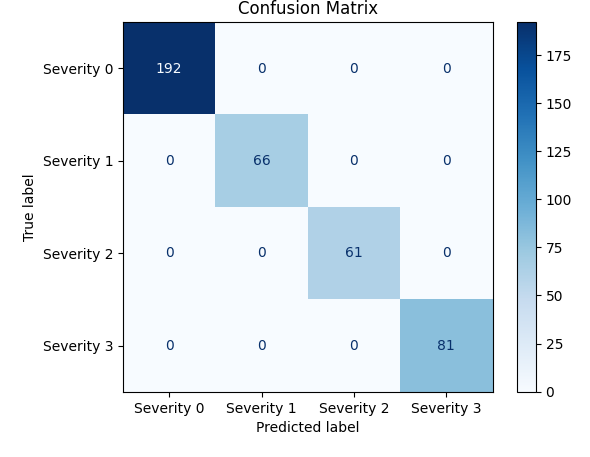 Confusion Matrix
Severity 0 192 0 0 0
Severity 1 0 66 0 0
Severity 2 0 0 61 0
Severity 3 0 0 0 81
Severity 0 Severity 1 Severity 2 Severity 3
Predicted label
True label
175
150
125
100
75
50
25
0